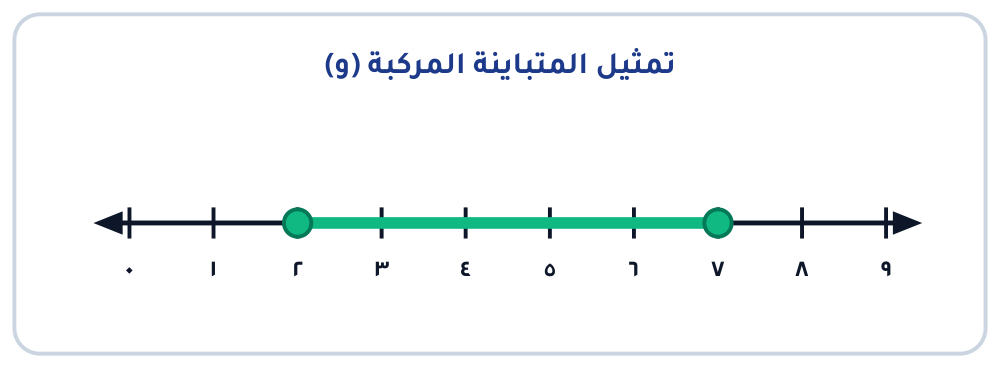 تمثيل المتباينة المركبة (و)
٠ ١ ٢ ٣ ٤ ٥ ٦ ٧ ٨ ٩